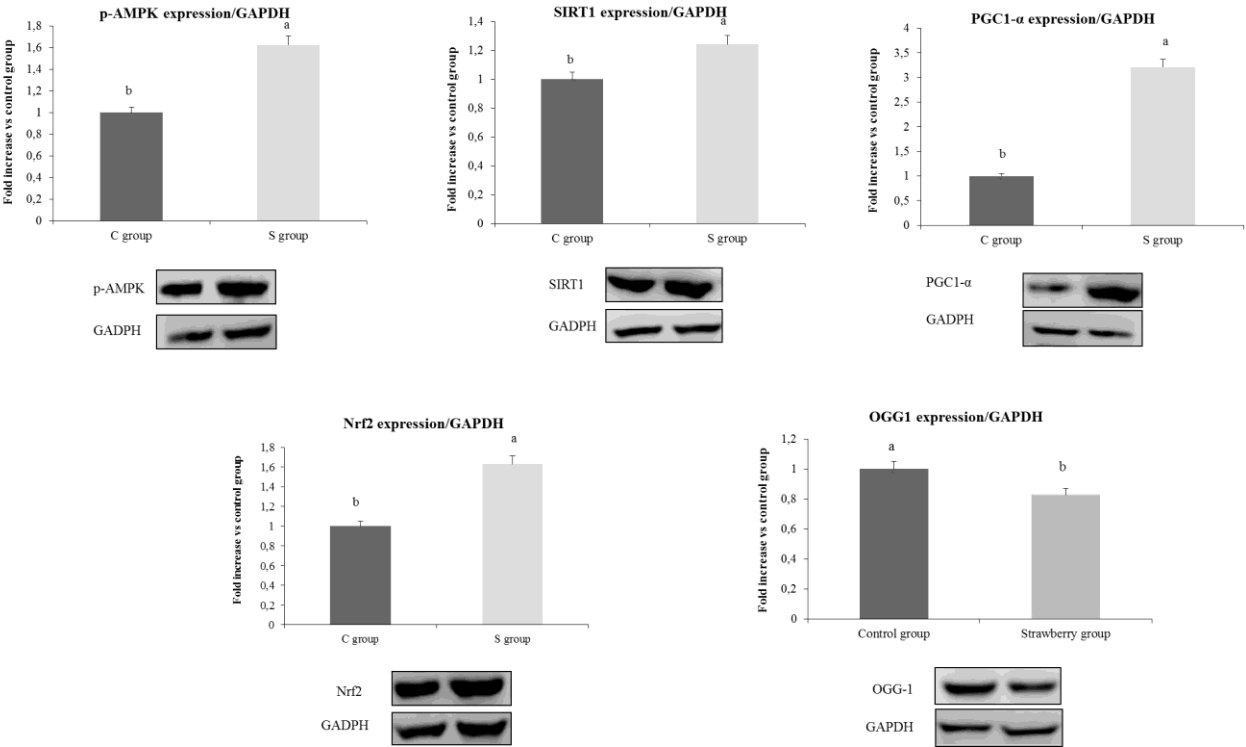 p-AMPK expression/GAPDH
Fold increase vs control group
1,8
1,6
1,4
1,2
1
0,8
0,6
0,4
0,2
0
b
a
C group
S group
p-AMPK
GADPH
SIRT1 expression/GAPDH
Fold increase vs control group
1,4
1,2
1
0,8
0,6
0,4
0,2
0
b
a
C group
S group
SIRT1
GADPH
PGC1-α expression/GAPDH
Fold increase vs control group
4
3,5
3
2,5
2
1,5
1
0,5
0
b
a
C group
S group
PGC1-α
GADPH
Nrf2 expression/GAPDH
Fold increase vs control group
1,8
1,6
1,4
1,2
1
0,8
0,6
0,4
0,2
0
b
a
C group
S group
Nrf2
GADPH
OGG1 expression/GAPDH
Fold increase vs control group
1,2
1
0,8
0,6
0,4
0,2
0
a
b
Control group
Strawberry group
OGG-1
GAPDH